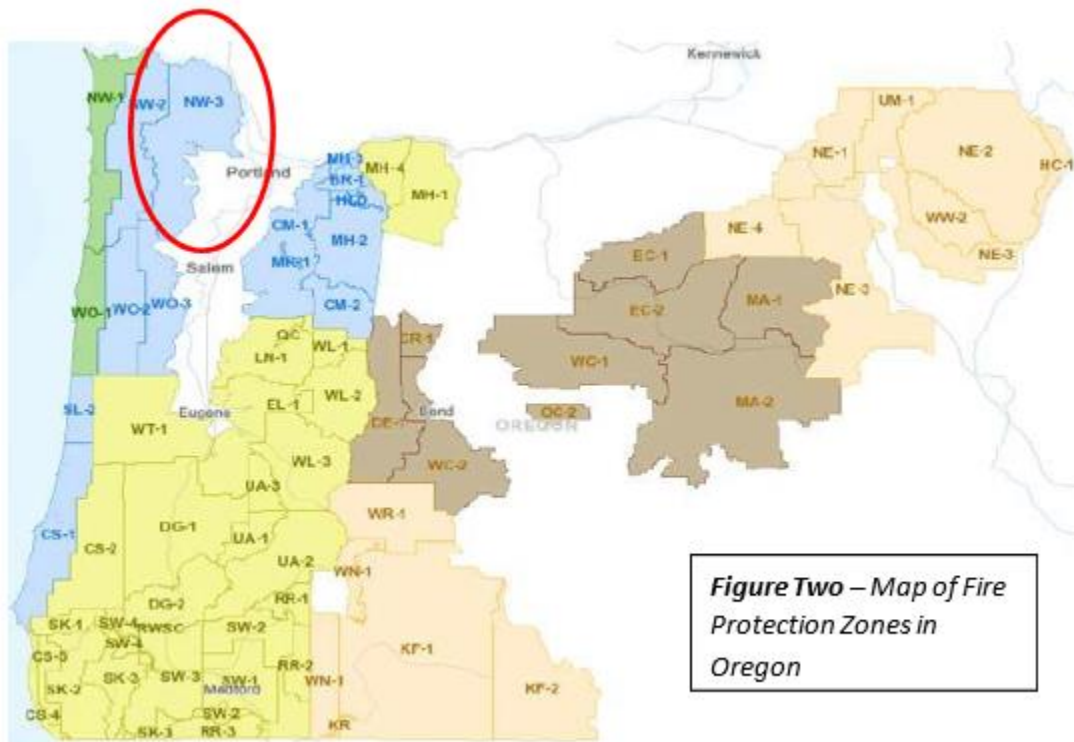 Kennewick
NW-1
NW-2
NW-3
UM-1
NE-1
NE-2
HC-1
MH-3
MH-4
Portland
BR-1
MH-1
HLD
WW-2
CM-1
NE-4
MH-2
EC-1
NE-3
Salem
NE-3
WO-1
WO-2
WO-3
CM-2
EC-2
MA-1
QC
CR-1
LN-1
WL-1
WC-1
SL-2
WL-2
EL-1
MA-2
Eugene
DE-1
Bend
OC-2
OREGON
WT-1
WL-3
WC-2
UA-3
WR-1
DG-1
CS-1
UA-1
CS-2
UA-2
WN-1
RR-1
DG-2
SK-1
SW-4
RWSC
SW-2
SW-4
KF-1
RR-2
SK-3
SW-3
SW-1
WN-1
SK-2
Medford
KF-2
CS-4
SW-2
KR
SK-3
RR-3
Figure Two – Map of Fire
Protection Zones in
Oregon